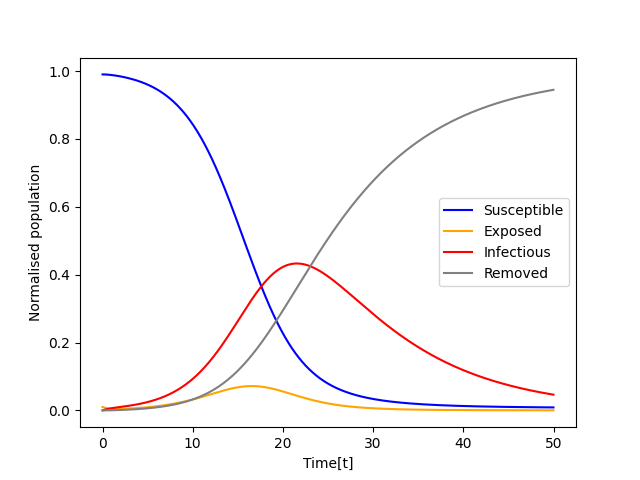 1.0
0.8
0.6
0.4
0.2
0.0
Normalised population
Susceptible
Exposed
Infectious
Removed
0 10 20 30 40 50
Time[t]